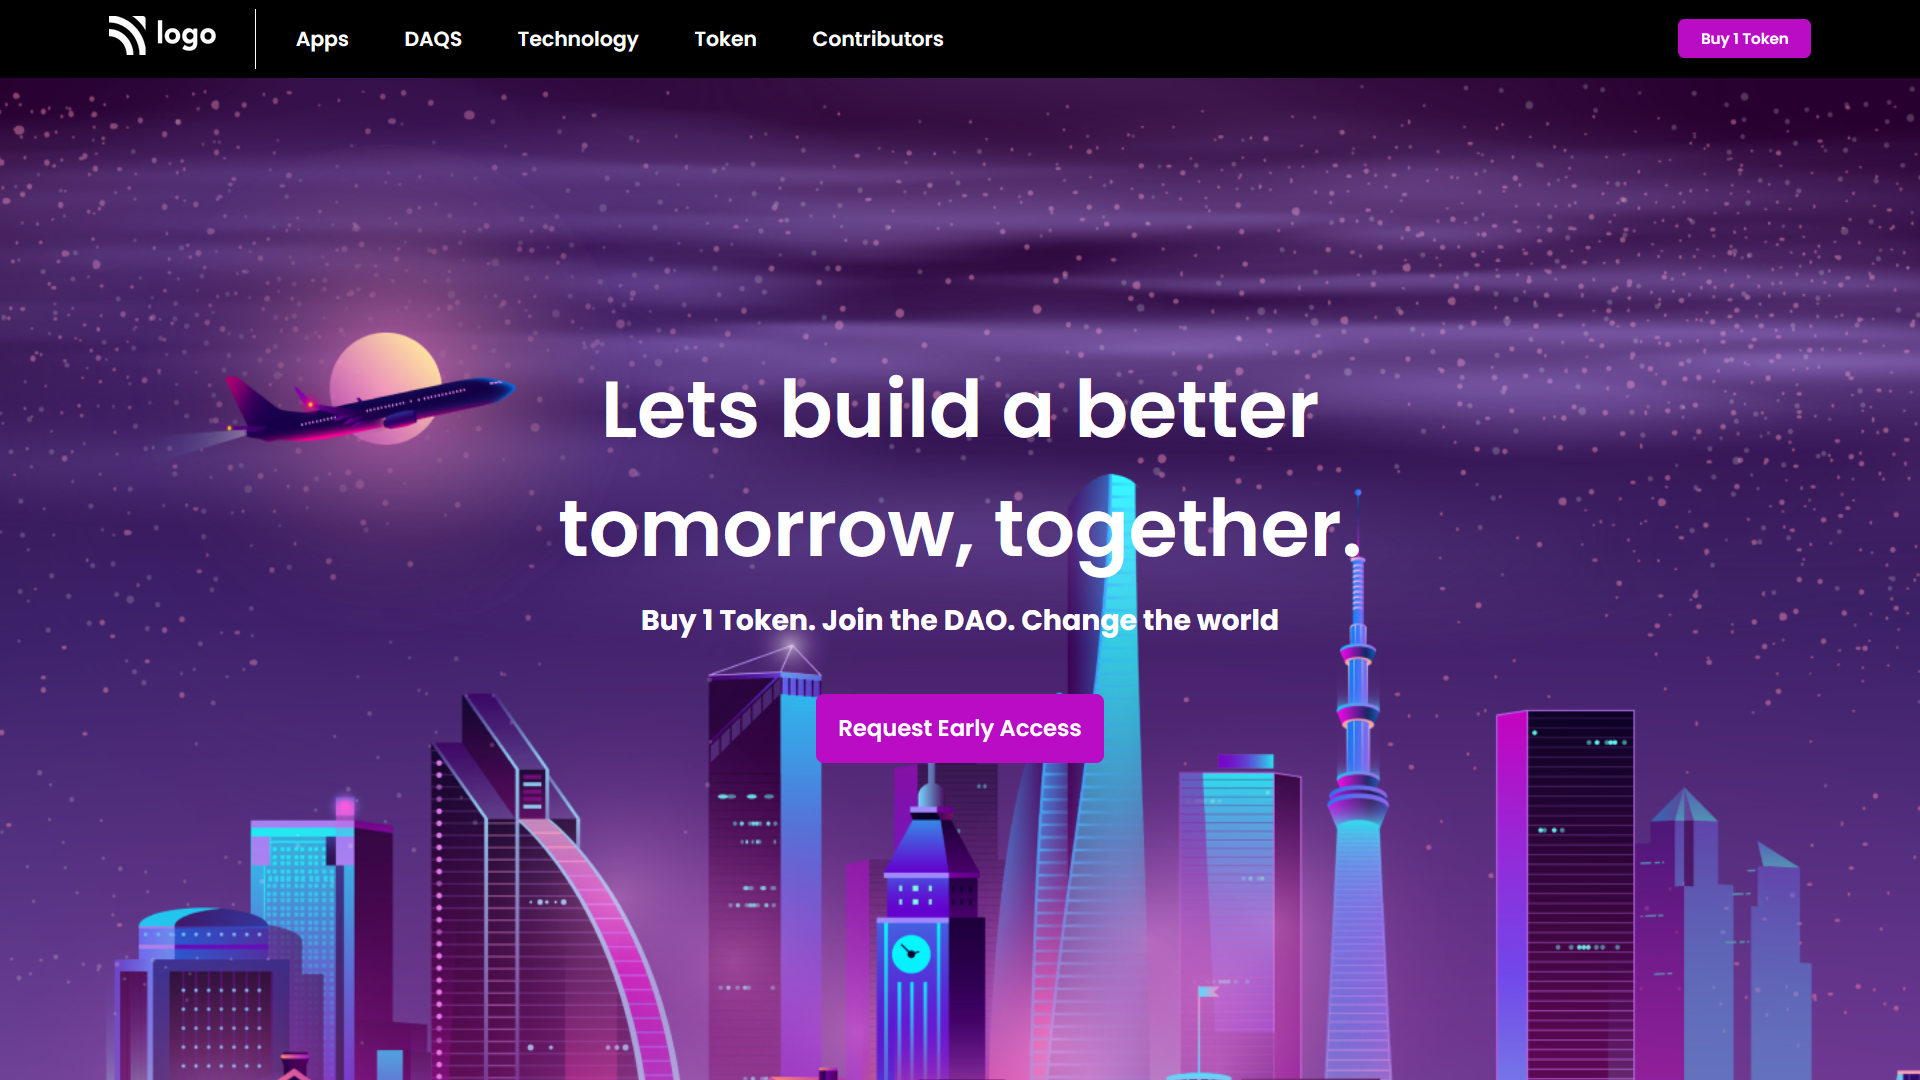 logo
Apps
DAQS
Technology
Token
Contributors
Buy 1 Token
Lets build a better
tomorrow, together.
Buy 1 Token. Join the DAO. Change the world
Request Early Access